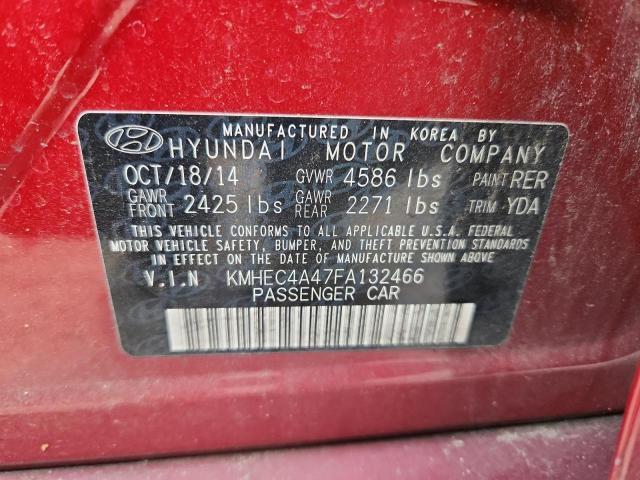 MANUFACTURED IN KOREA BY
HYUNDAI MOTOR COMPANY
OCT/18/14 GVWR 4586 lbs PAINT RER
GAWR FRONT 2425 lbs GAWR REAR 2271 lbs TRIM YDA
THIS VEHICLE CONFORMS TO ALL APPLICABLE U.S.A. FEDERAL
MOTOR VEHICLE SAFETY, BUMPER, AND THEFT PREVENTION STANDARDS
IN EFFECT ON THE DATE OF MANUFACTURE SHOWN ABOVE.
V.I.N KMHEC4A47FA132466
PASSENGER CAR